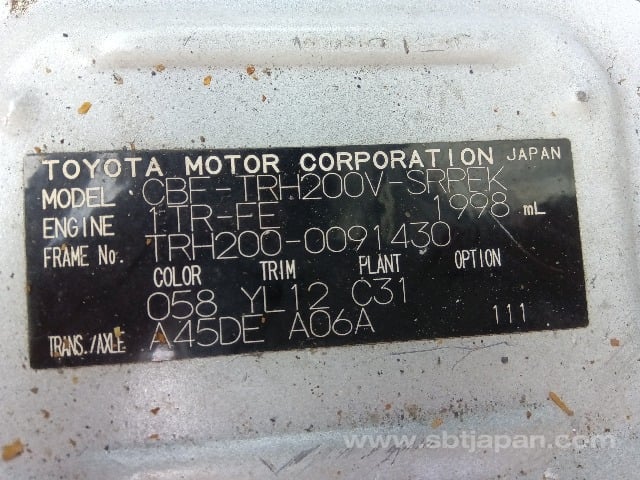 TOYOTA MOTOR CORPORATION JAPAN
MODEL CBF-TRH200V-SRPEK
ENGINE 1TR-FE 1998 mL
FRAME No. TRH200-0091430
COLOR TRIM PLANT OPTION
058 YL12 C31
TRANS./AXLE A45DE A06A 111
www.sbtjapan.com